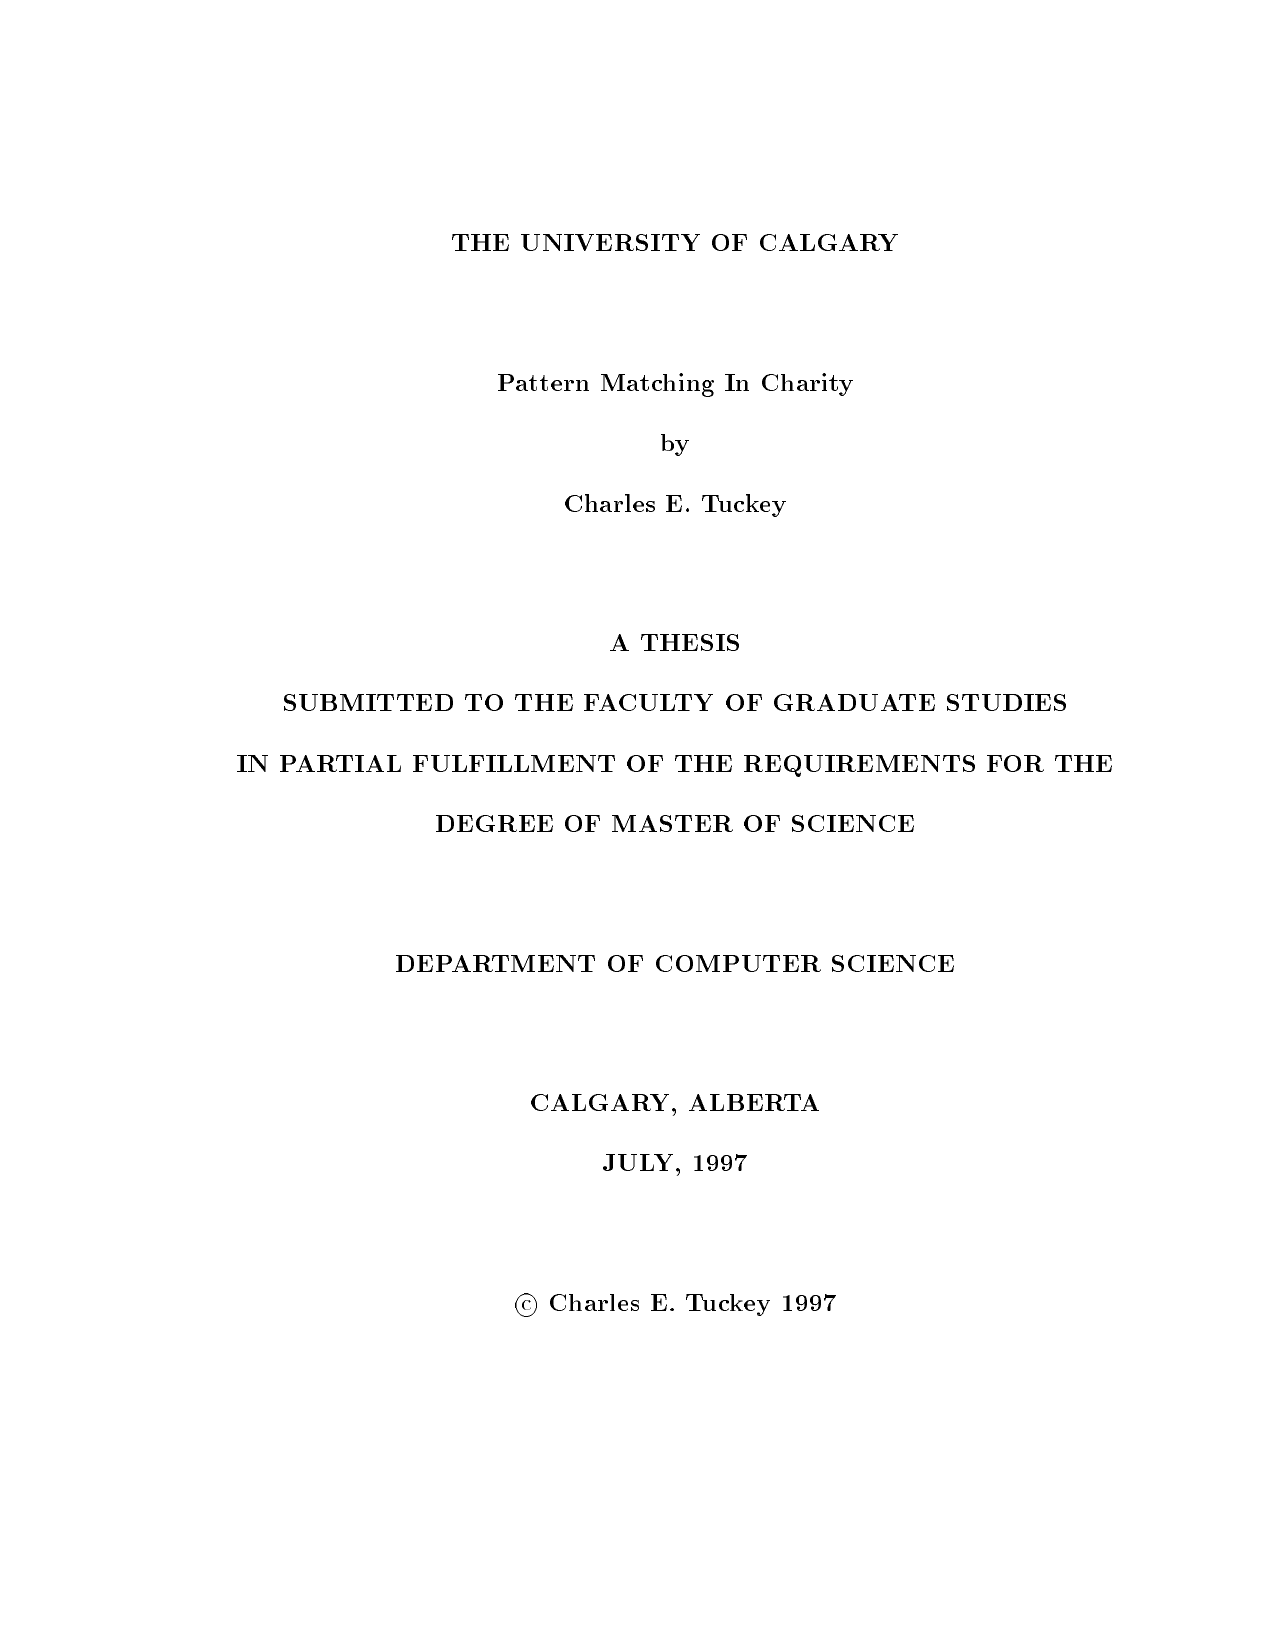 THE UNIVERSITY OF CALGARY
Pattern Matching In Charity
by
Charles E. Tuckey
A THESIS
SUBMITTED TO THE FACULTY OF GRADUATE STUDIES
IN PARTIAL FULFILLMENT OF THE REQUIREMENTS FOR THE
DEGREE OF MASTER OF SCIENCE
DEPARTMENT OF COMPUTER SCIENCE
CALGARY, ALBERTA
JULY, 1997
© Charles E. Tuckey 1997